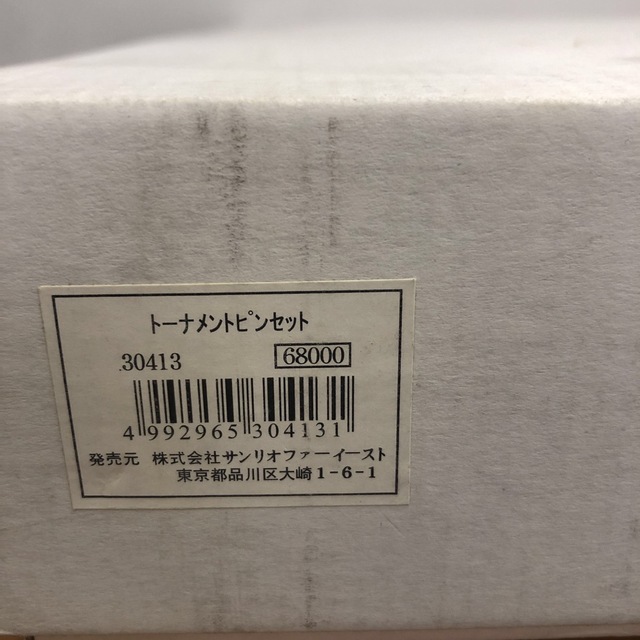 トーナメントピンセット
30413 68000
4 992965 304131
発売元 株式会社サンリオファーイースト
東京都品川区大崎1-6-1